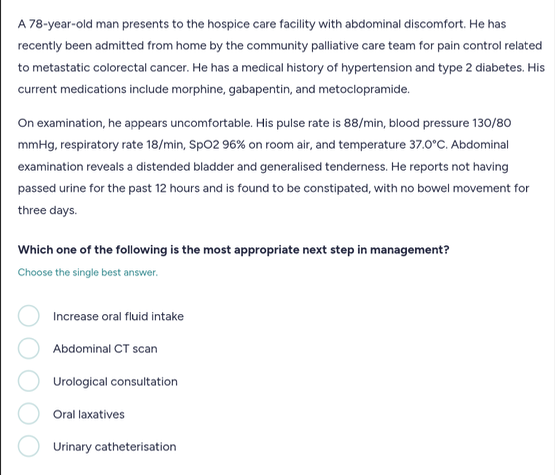 A 78-year-old man presents to the hospice care facility with abdominal discomfort. He has
recently been admitted from home by the community palliative care team for pain control related
to metastatic colorectal cancer. He has a medical history of hypertension and type 2 diabetes. His
current medications include morphine, gabapentin, and metoclopramide.
On examination, he appears uncomfortable. His pulse rate is 88/min, blood pressure 130/80
mmHg, respiratory rate 18/min, SpO2 96% on room air, and temperature 37.0°C. Abdominal
examination reveals a distended bladder and generalised tenderness. He reports not having
passed urine for the past 12 hours and is found to be constipated, with no bowel movement for
three days.
Which one of the following is the most appropriate next step in management?
Choose the single best answer.
Increase oral fluid intake
Abdominal CT scan
Urological consultation
Oral laxatives
Urinary catheterisation